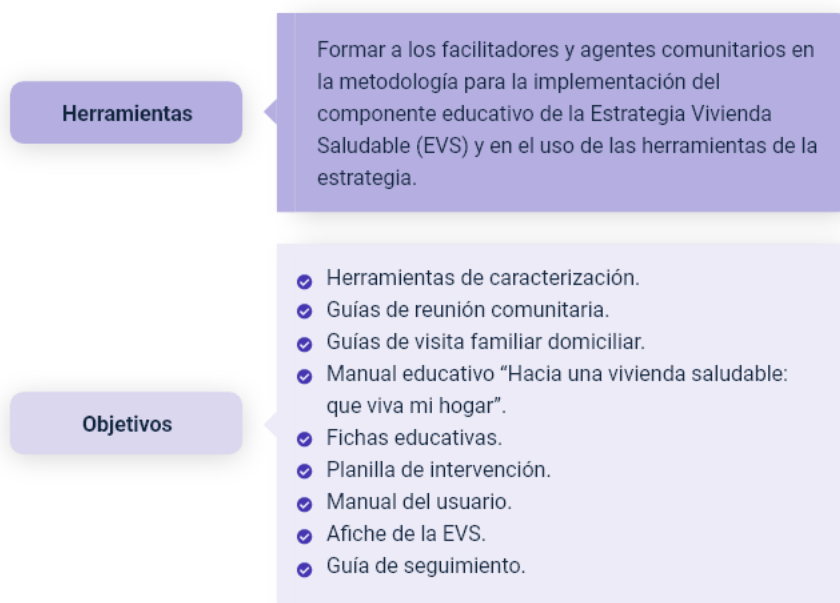 Herramientas
Formar a los facilitadores y agentes comunitarios en
la metodología para la implementación del
componente educativo de la Estrategia Vivienda
Saludable (EVS) y en el uso de las herramientas de la
estrategia.
Objetivos
Herramientas de caracterización.
Guías de reunión comunitaria.
Guías de visita familiar domiciliar.
Manual educativo “Hacia una vivienda saludable:
que viva mi hogar”.
Fichas educativas.
Planilla de intervención.
Manual del usuario.
Afiche de la EVS.
Guía de seguimiento.